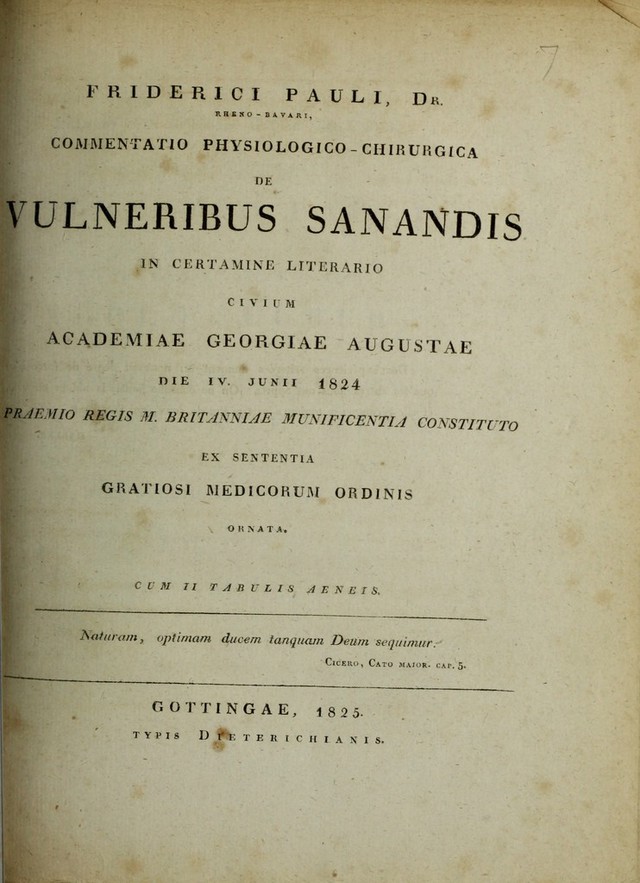 7
FRIDERICI PAULI, DR.
RHENO-BAVARI,
COMMENTATIO PHYSIOLOGICO-CHIRURGICA
DE
VULNERIBUS SANANDIS
IN CERTAMINE LITERARIO
CIVIUM
ACADEMIAE GEORGIAE AUGUSTAE
DIE IV. JUNII 1824
PRAEMIO REGIS M. BRITANNIAE MUNIFICENTIA CONSTITUTO
EX SENTENTIA
GRATIOSI MEDICORUM ORDINIS
ORNATA.
CUM II TABULIS AENEIS.
Naturam, optimam ducem tanquam Deum sequimur.
CICERO, CATO MAIOR. CAP. 5.
GOTTINGAE, 1825.
TYPIS DIETERICHIANIS.